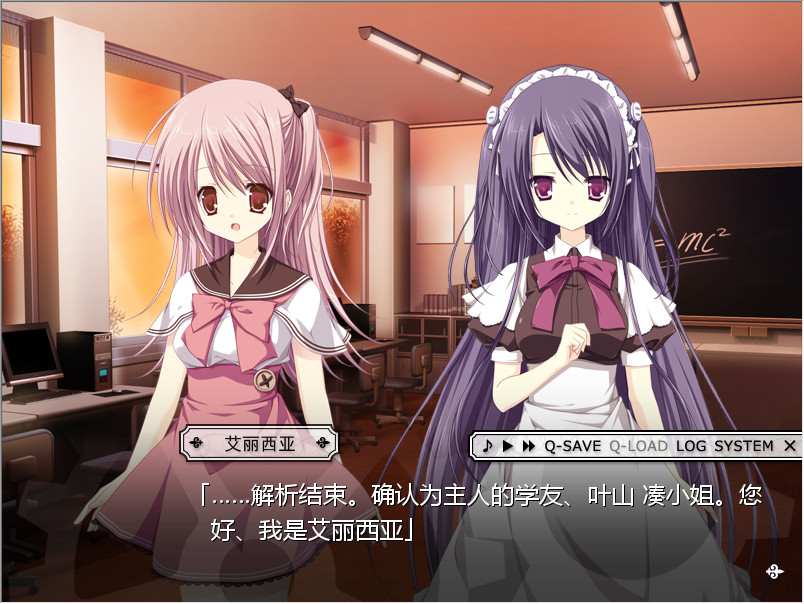 = mc²
艾丽西亚
Q-SAVE Q-LOAD LOG SYSTEM
「……解析结束。确认为主人的学友、叶山 凑小姐。您
好、我是艾丽西亚」